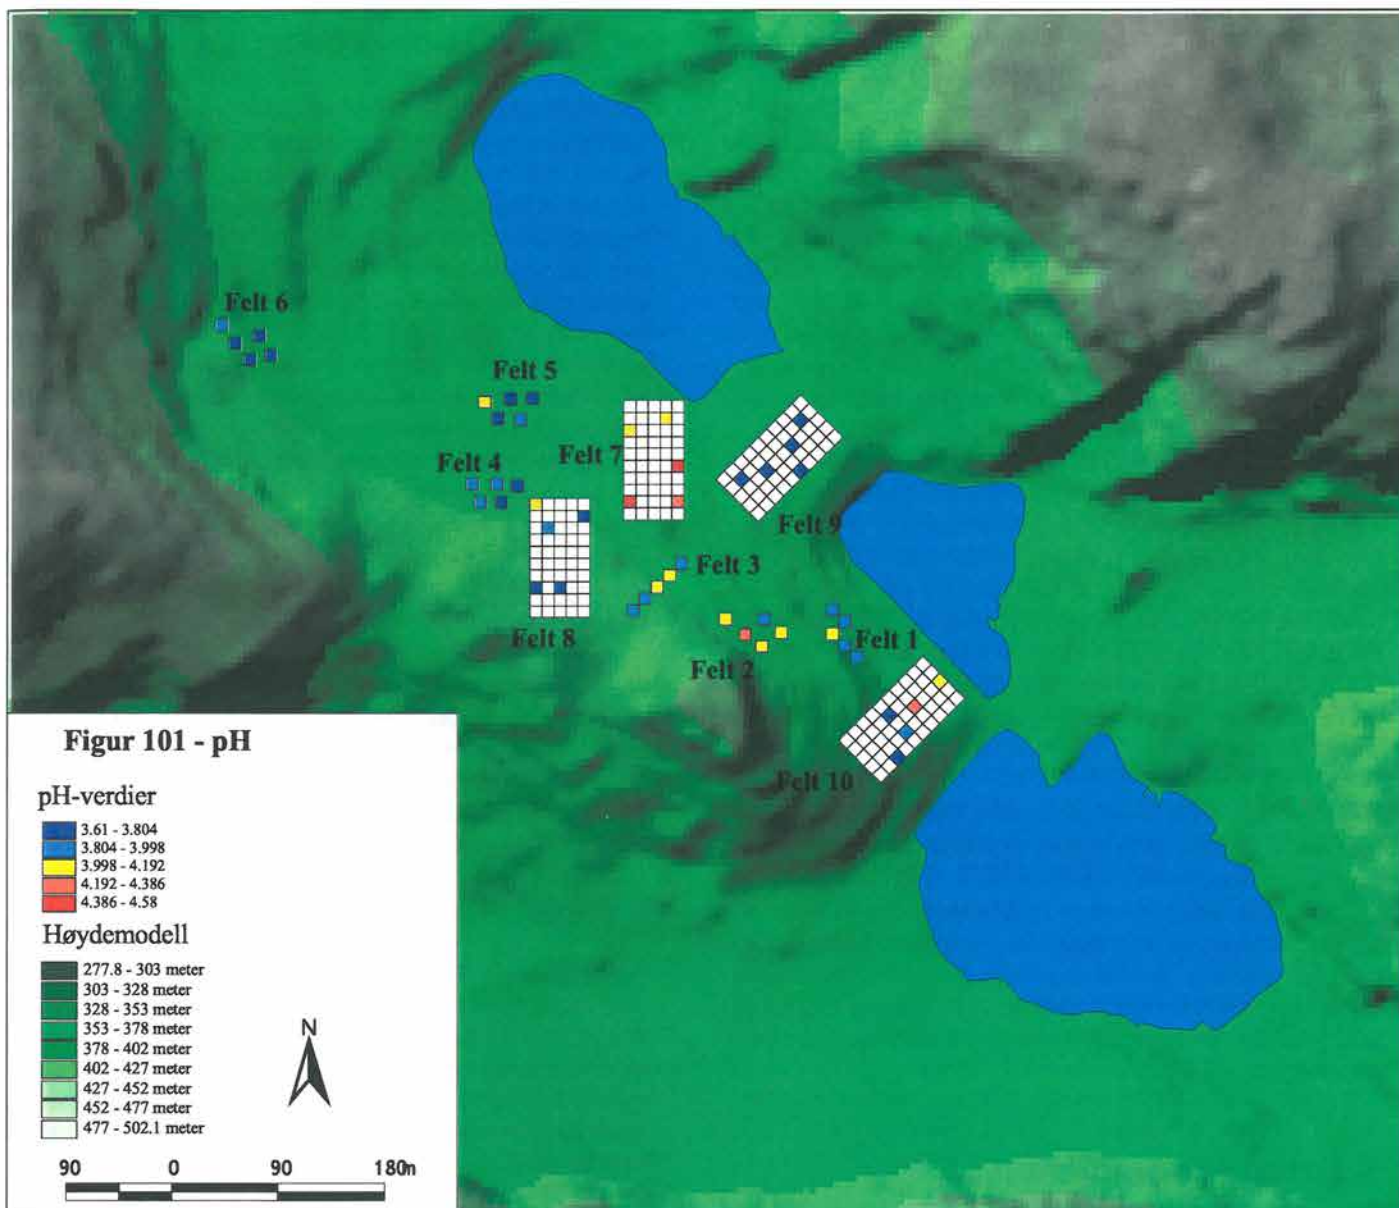 Felt 6
Felt 5
Felt 7
Felt 4
Felt 9
Felt 3
Felt 8
Felt 1
Felt 2
Felt 10
Figur 101 - pH
pH-verdier
3.61 - 3.804
3.804 - 3.998
3.998 - 4.192
4.192 - 4.386
4.386 - 4.58
Høydemodell
277.8 - 303 meter
303 - 328 meter
328 - 353 meter
353 - 378 meter
378 - 402 meter
402 - 427 meter
427 - 452 meter
452 - 477 meter
477 - 502.1 meter
N
90 0 90 180m